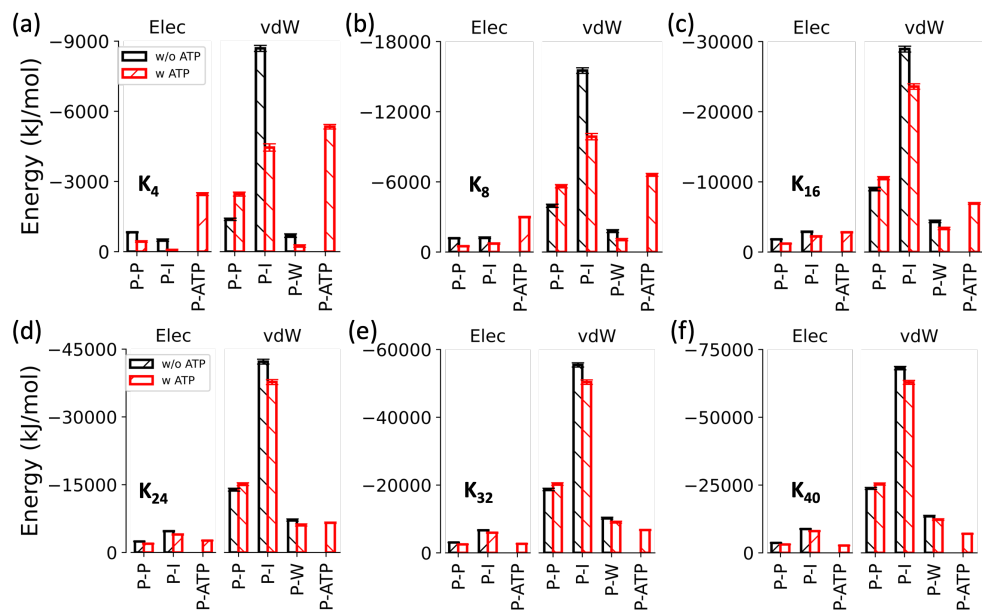 (a) Elec vdW
−9000
−6000
−3000
0
Energy (kJ/mol)
w/o ATP
w ATP
K4
P-P P-I P-ATP P-P P-I P-W P-ATP
(b) Elec vdW
−18000
−12000
−6000
0
K8
P-P P-I P-ATP P-P P-I P-W P-ATP
(c) Elec vdW
−30000
−20000
−10000
0
K16
P-P P-I P-ATP P-P P-I P-W P-ATP
(d) Elec vdW
−45000
−30000
−15000
0
Energy (kJ/mol)
w/o ATP
w ATP
K24
P-P P-I P-ATP P-P P-I P-W P-ATP
(e) Elec vdW
−60000
−40000
−20000
0
K32
P-P P-I P-ATP P-P P-I P-W P-ATP
(f) Elec vdW
−75000
−50000
−25000
0
K40
P-P P-I P-ATP P-P P-I P-W P-ATP